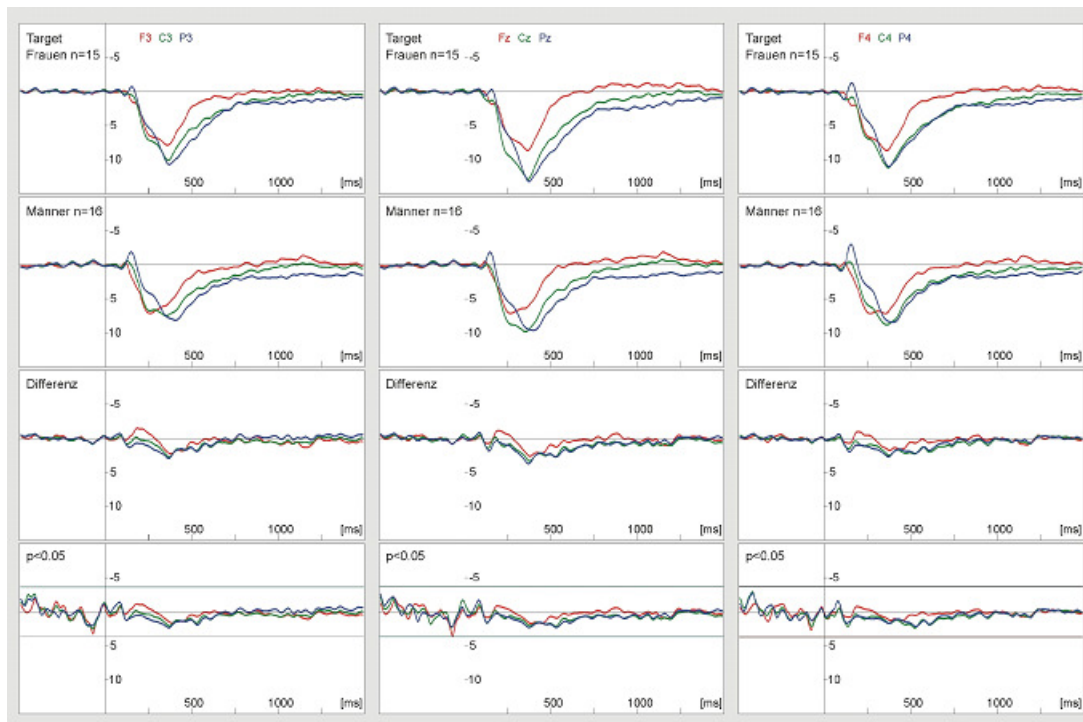 Target F3 C3 P3
Frauen n=15 -5
5
10
500 1000 [ms]
Target Fz Cz Pz
Frauen n=15 -5
5
10
500 1000 [ms]
Target F4 C4 P4
Frauen n=15 -5
5
10
500 1000 [ms]
Männer n=16
-5
5
10
500 1000 [ms]
Männer n=16
-5
5
10
500 1000 [ms]
Männer n=16
-5
5
10
500 1000 [ms]
Differenz
-5
5
10
500 1000 [ms]
Differenz
-5
5
10
500 1000 [ms]
Differenz
-5
5
10
500 1000 [ms]
p<0.05
-5
5
10
500 1000 [ms]
p<0.05
-5
5
10
500 1000 [ms]
p<0.05
-5
5
10
500 1000 [ms]